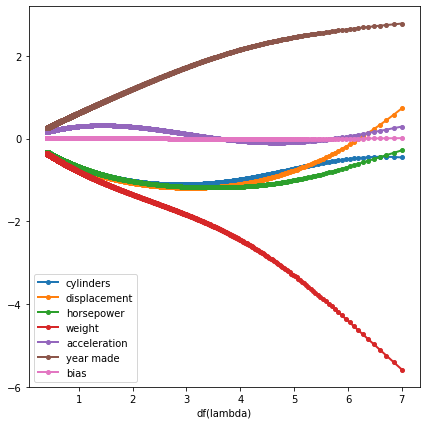 2
0
−2
−4
−6
cylinders
displacement
horsepower
weight
acceleration
year made
bias
1 2 3 4 5 6 7
df(lambda)